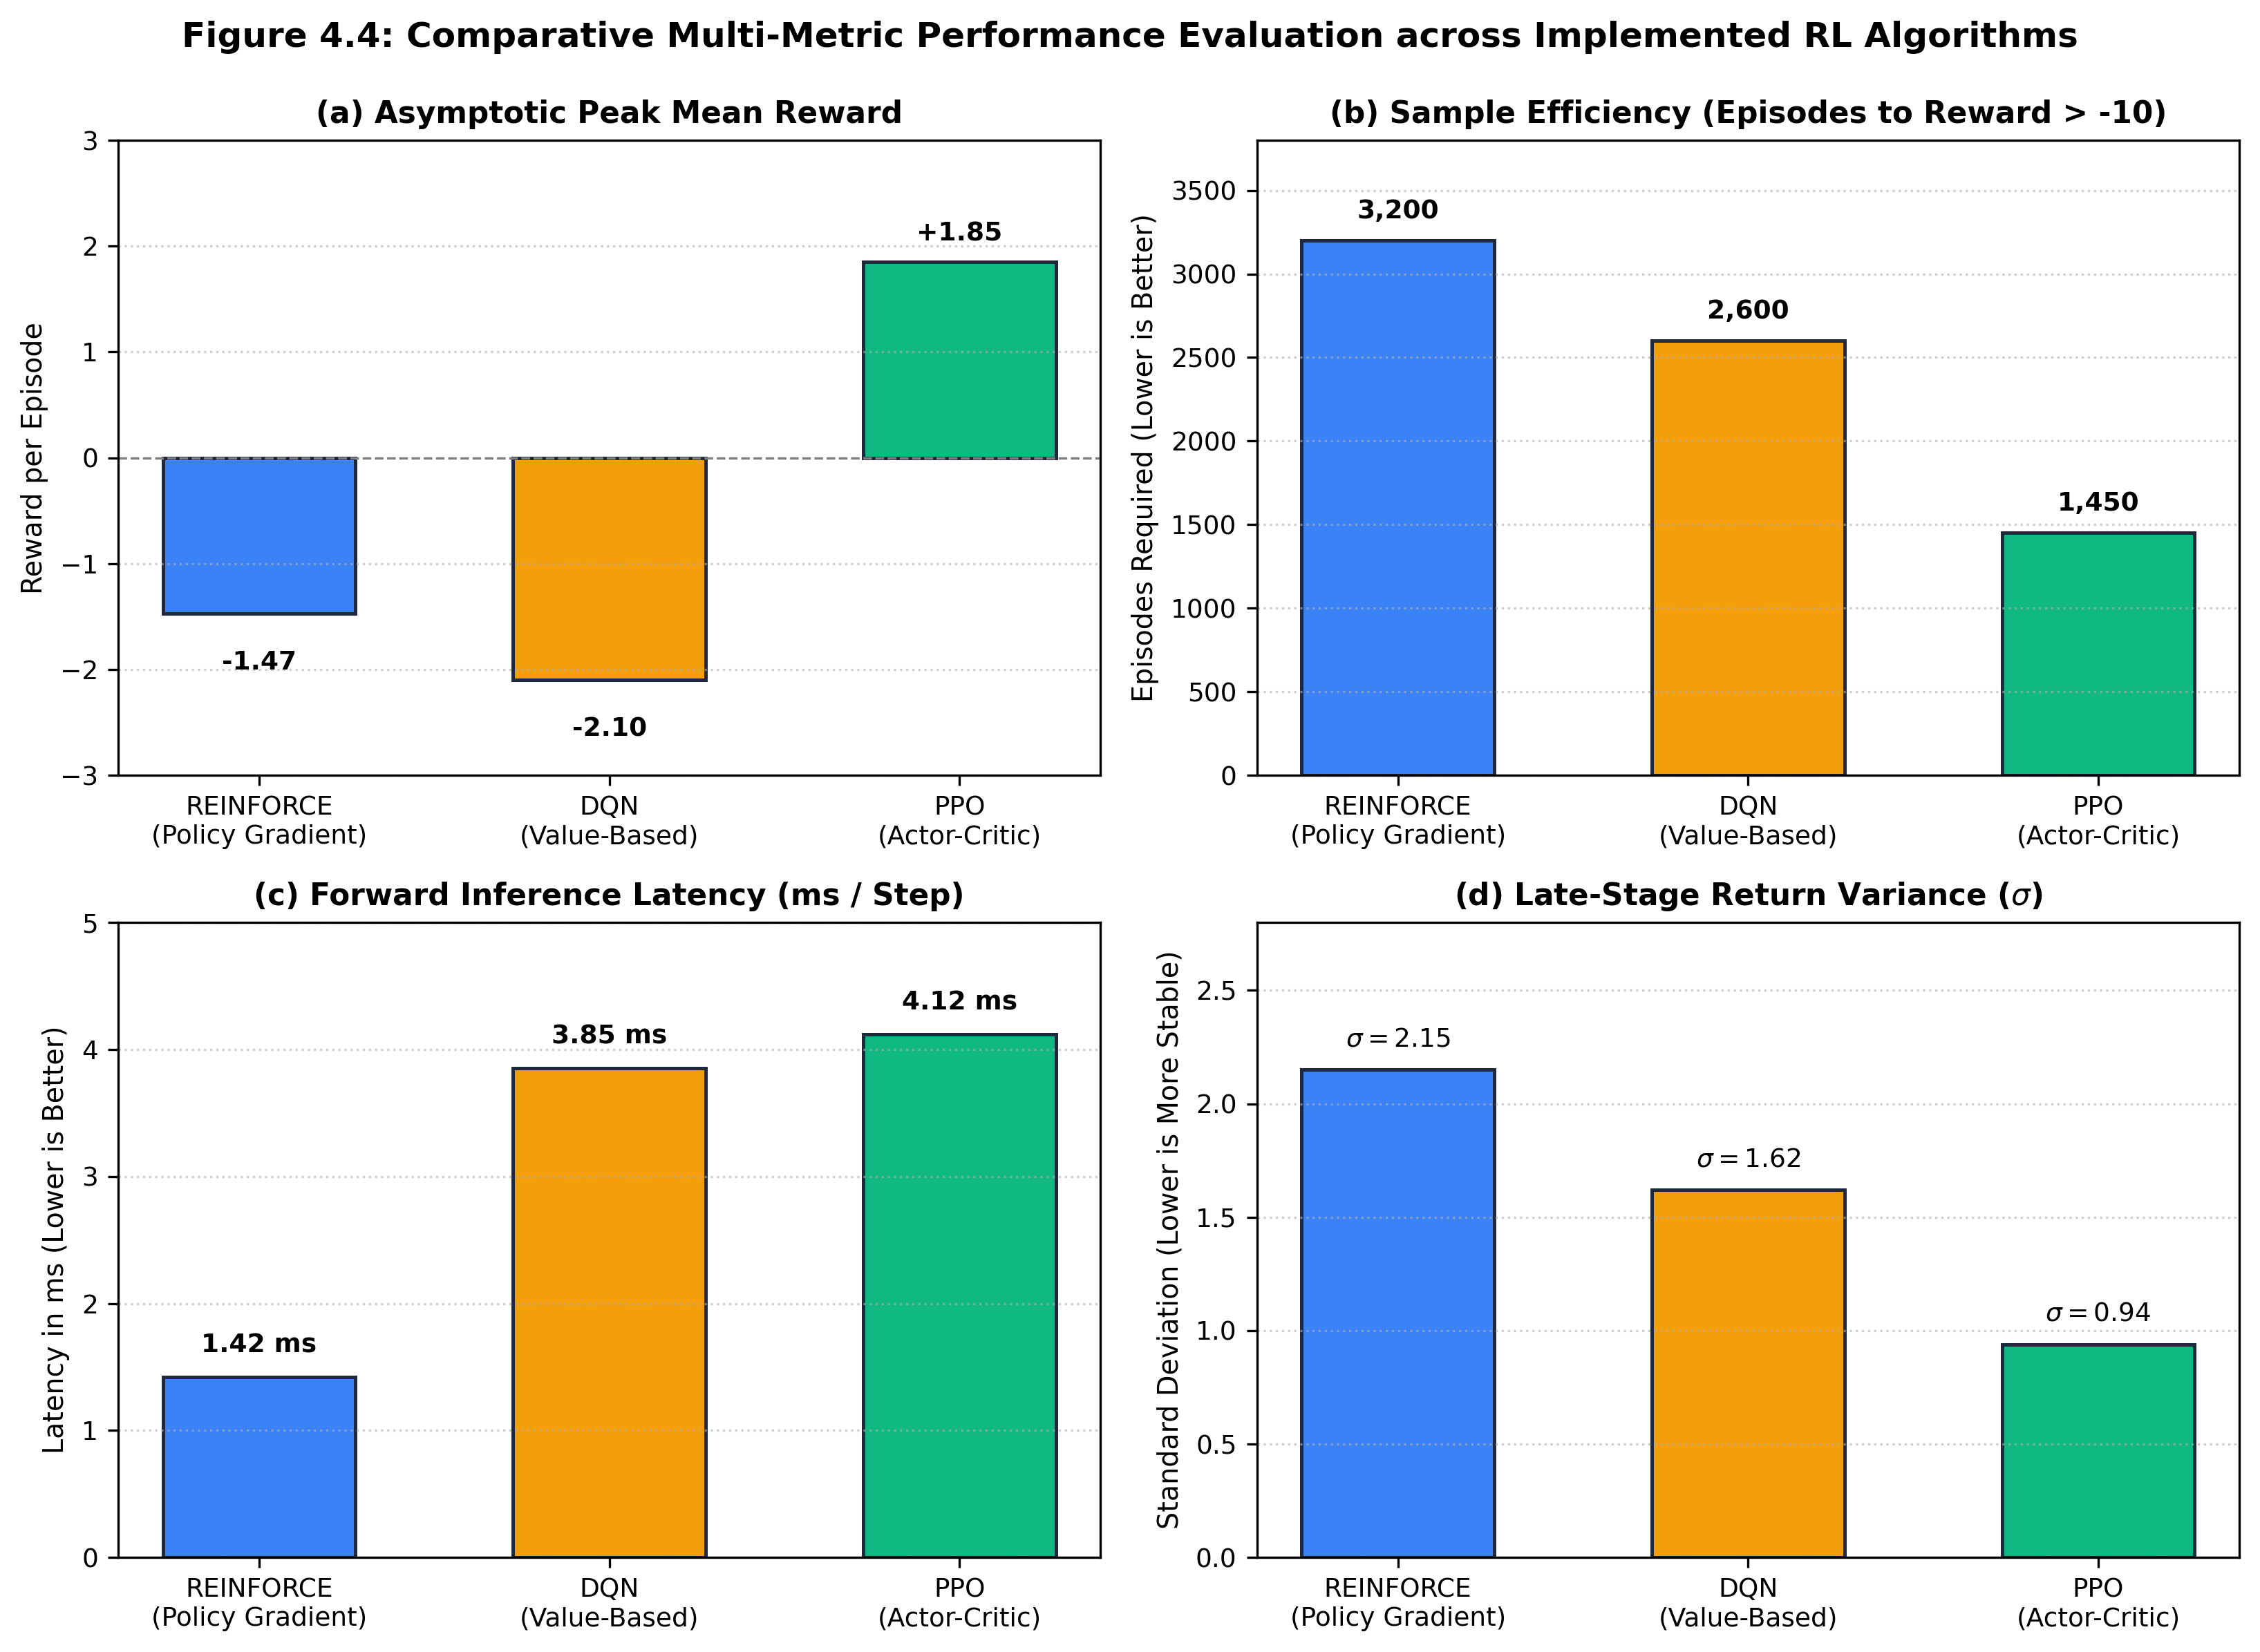 Figure 4.4: Comparative Multi-Metric Performance Evaluation across Implemented RL Algorithms
(a) Asymptotic Peak Mean Reward
Reward per Episode
3
2
1
0
−1
−2
−3
-1.47
-2.10
+1.85
REINFORCE
(Policy Gradient)
DQN
(Value-Based)
PPO
(Actor-Critic)
(b) Sample Efficiency (Episodes to Reward > -10)
Episodes Required (Lower is Better)
3500
3000
2500
2000
1500
1000
500
0
3,200
2,600
1,450
REINFORCE
(Policy Gradient)
DQN
(Value-Based)
PPO
(Actor-Critic)
(c) Forward Inference Latency (ms / Step)
Latency in ms (Lower is Better)
5
4
3
2
1
0
1.42 ms
3.85 ms
4.12 ms
REINFORCE
(Policy Gradient)
DQN
(Value-Based)
PPO
(Actor-Critic)
(d) Late-Stage Return Variance (σ)
Standard Deviation (Lower is More Stable)
2.5
2.0
1.5
1.0
0.5
0.0
σ = 2.15
σ = 1.62
σ = 0.94
REINFORCE
(Policy Gradient)
DQN
(Value-Based)
PPO
(Actor-Critic)